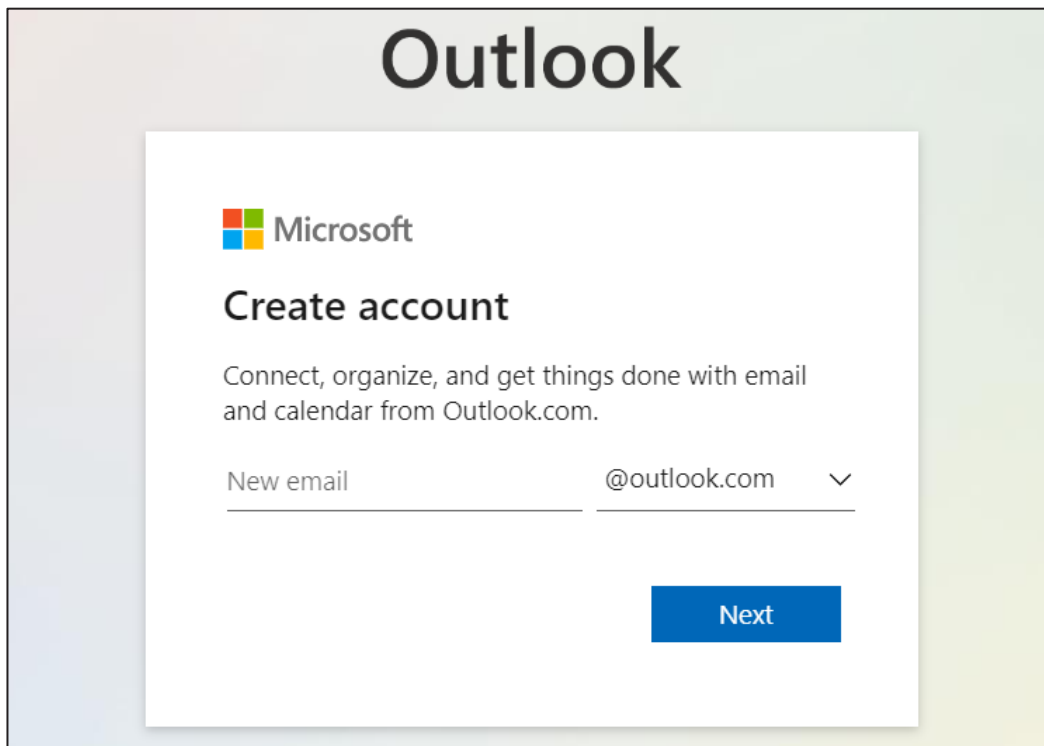 Outlook
Microsoft
Create account
Connect, organize, and get things done with email
and calendar from Outlook.com.
New email @outlook.com
Next